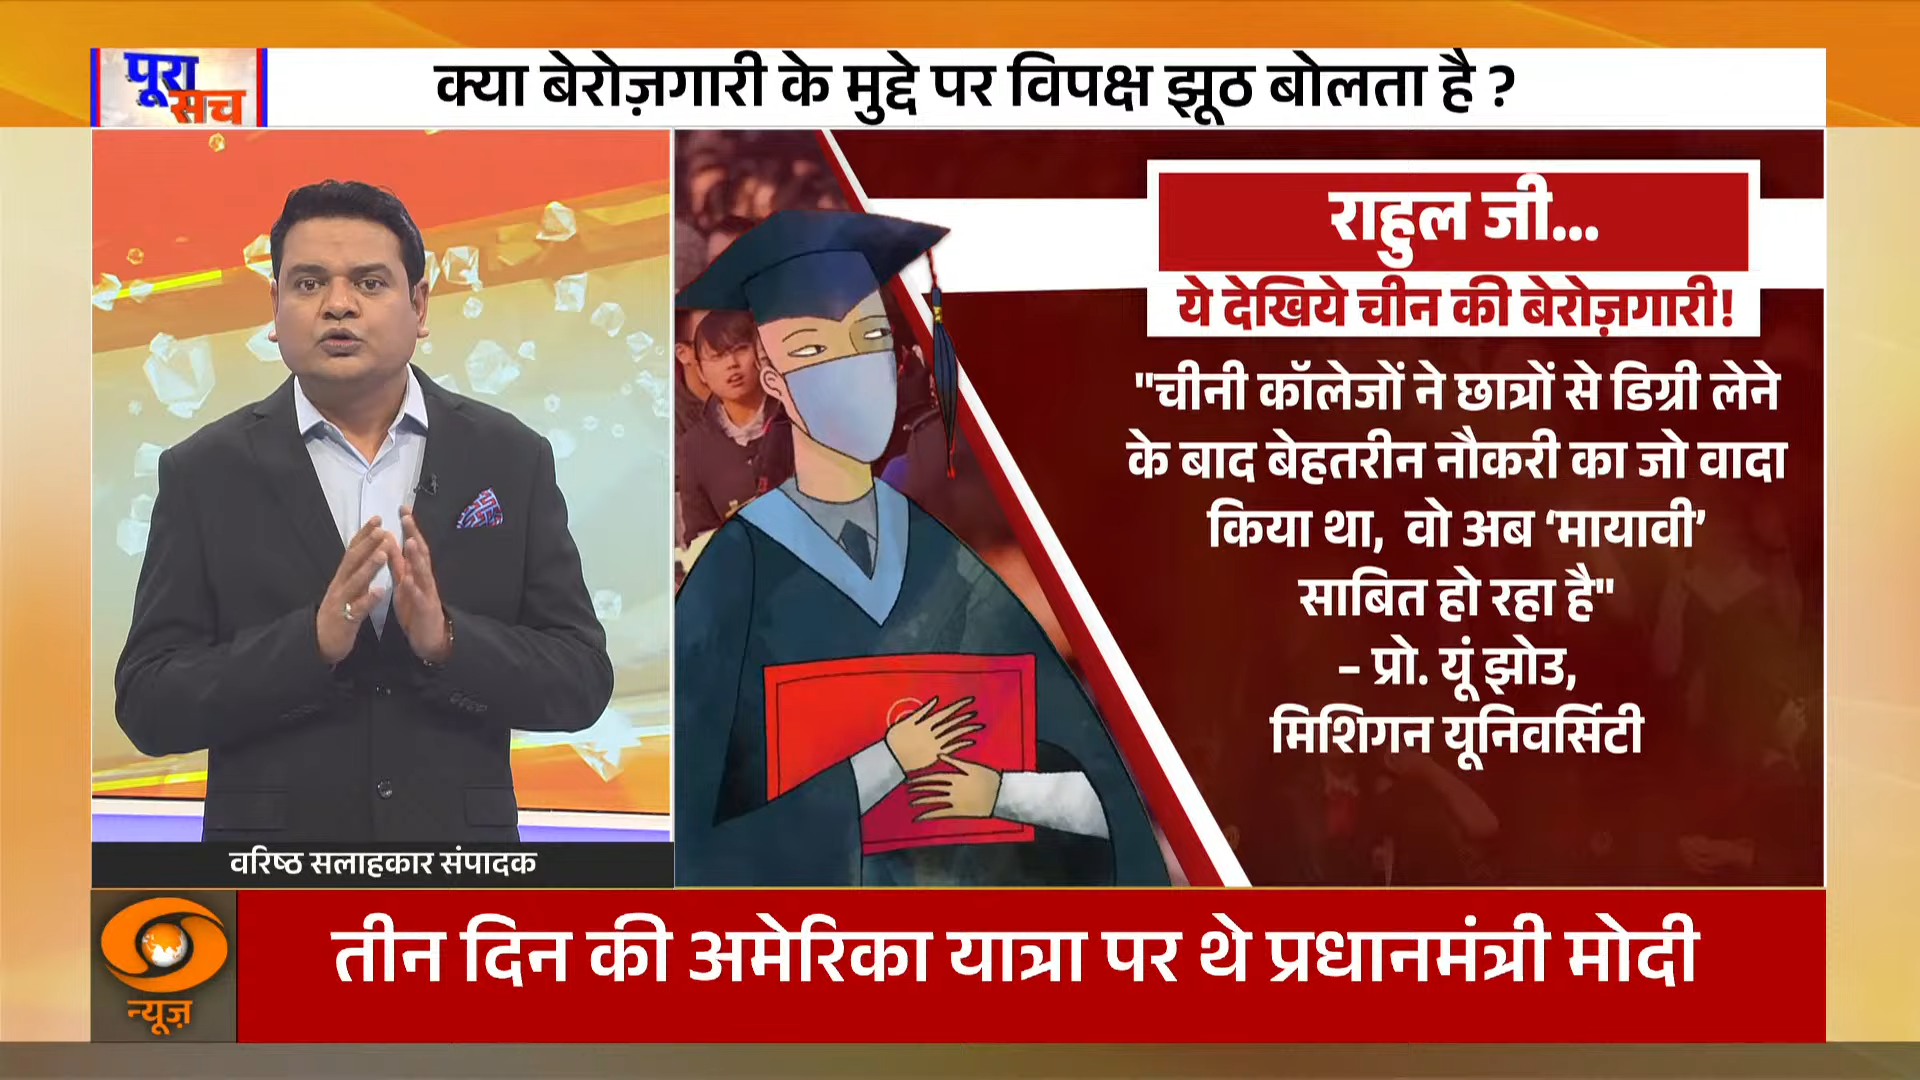 पूरा
सच
क्या बेरोज़गारी के मुद्दे पर विपक्ष झूठ बोलता है ?
राहुल जी...
ये देखिये चीन की बेरोज़गारी!
"चीनी कॉलेजों ने छात्रों से डिग्री लेने
के बाद बेहतरीन नौकरी का जो वादा
किया था, वो अब ‘मायावी’
साबित हो रहा है"
– प्रो. यूं झोउ,
मिशिगन यूनिवर्सिटी
वरिष्ठ सलाहकार संपादक
न्यूज़
तीन दिन की अमेरिका यात्रा पर थे प्रधानमंत्री मोदी